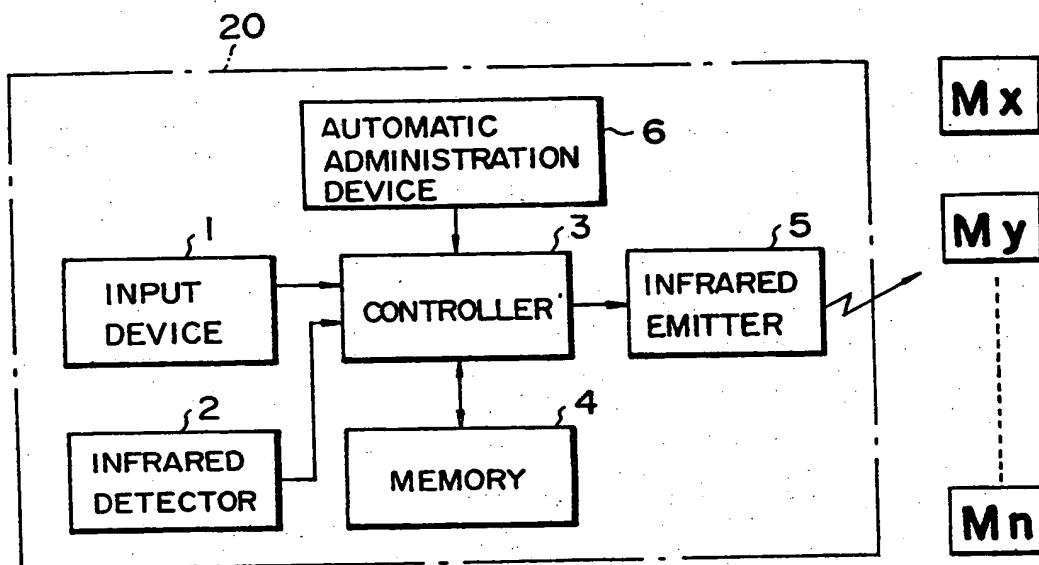 20
Mx
AUTOMATIC
ADMINISTRATION
DEVICE
6
My
1
3
5
INPUT
DEVICE
CONTROLLER
INFRARED
EMITTER
2
4
INFRARED
DETECTOR
MEMORY
Mn